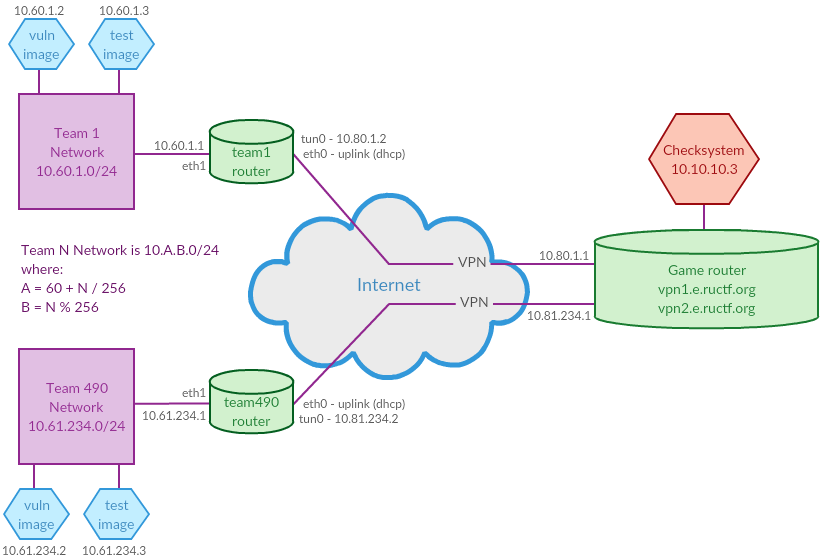 10.60.1.2
10.60.1.3
vuln
image
test
image
Team 1
Network
10.60.1.0/24
10.60.1.1
eth1
team1
router
tun0 - 10.80.1.2
eth0 - uplink (dhcp)
Checksystem
10.10.10.3
Team N Network is 10.A.B.0/24
where:
A = 60 + N / 256
B = N % 256
Internet
VPN
VPN
10.80.1.1
10.81.234.1
Game router
vpn1.e.ructf.org
vpn2.e.ructf.org
Team 490
Network
10.61.234.0/24
eth1
10.61.234.1
team490
router
eth0 - uplink (dhcp)
tun0 - 10.81.234.2
vuln
image
test
image
10.61.234.2
10.61.234.3